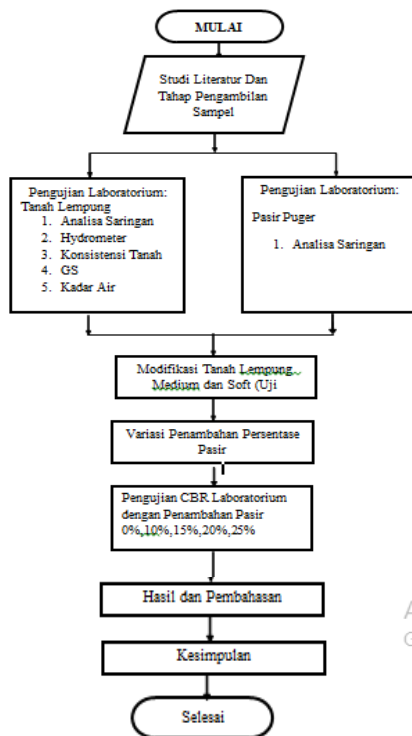 MULAI
Studi Literatur Dan
Tahap Pengambilan
Sampel
Pengujian Laboratorium:
Tanah Lempung
1. Analisa Saringan
2. Hydrometer
3. Konsistensi Tanah
4. GS
5. Kadar Air
Pengujian Laboratorium:
Pasir Puger
1. Analisa Saringan
Modifikasi Tanah Lempung
Medium dan Soft (Uji
Variasi Penambahan Persentase
Pasir
Pengujian CBR Laboratorium
dengan Penambahan Pasir
0%,10%,15%,20%,25%
Hasil dan Pembahasan
Kesimpulan
Selesai